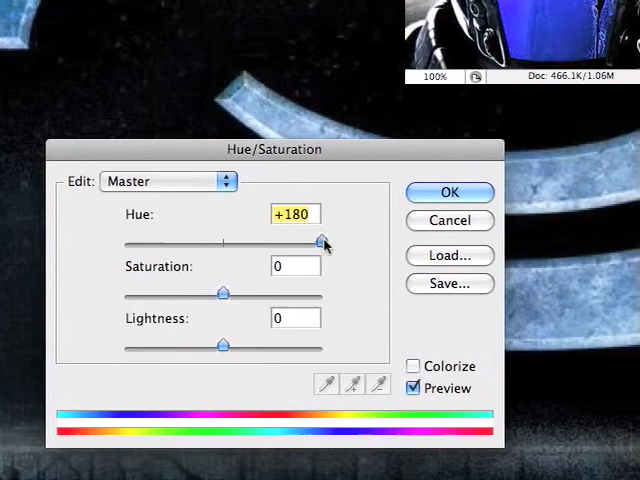 100%
Doc: 466.1K/1.06M
Hue/Saturation
Edit: Master
OK
Hue: +180
Cancel
Load...
Saturation: 0
Save...
Lightness: 0
Colorize
Preview